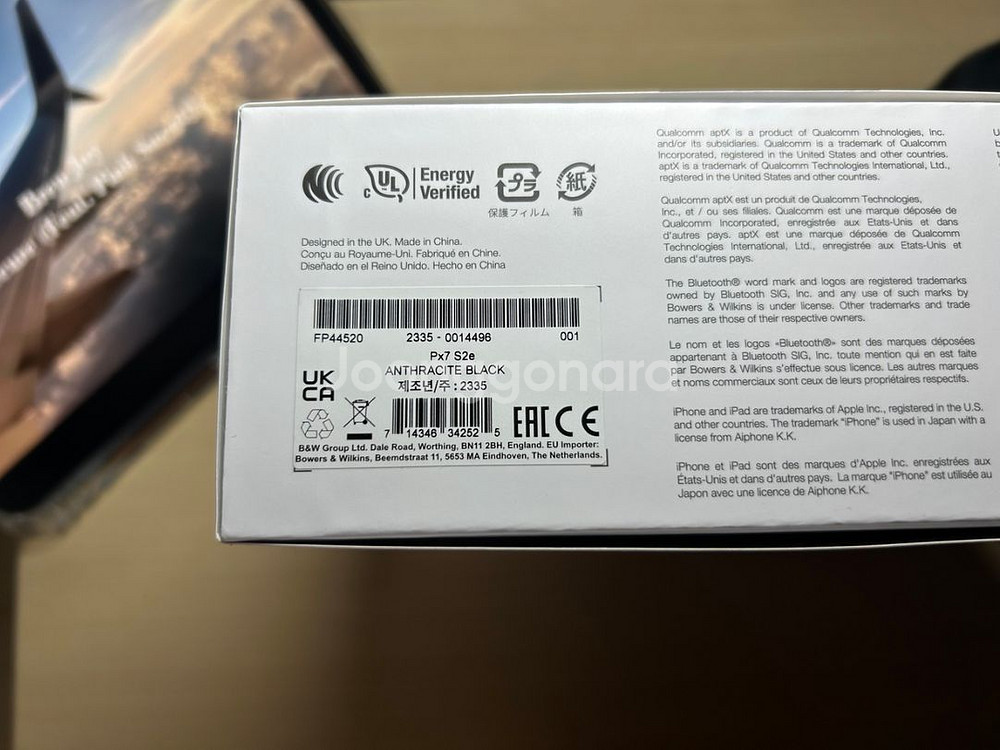 c UL Energy
Verified
プラ
保護フィルム
紙
箱
Designed in the UK. Made in China.
Conçu au Royaume-Uni. Fabriqué en Chine.
Diseñado en el Reino Unido. Hecho en China
FP44520 2335 - 0014496 001
Px7 S2e
ANTHRACITE BLACK
제조년/주 : 2335
UK
CA
7 14346 34252 5
EAC CE
B&W Group Ltd. Dale Road, Worthing, BN11 2BH, England. EU Importer:
Bowers & Wilkins, Beemdstraat 11, 5653 MA Eindhoven, The Netherlands.
Qualcomm aptX is a product of Qualcomm Technologies, Inc.
and/or its subsidiaries. Qualcomm is a trademark of Qualcomm
Incorporated, registered in the United States and other countries.
aptX is a trademark of Qualcomm Technologies International, Ltd.,
registered in the United States and other countries.
Qualcomm aptX est un produit de Qualcomm Technologies,
Inc., et / ou ses filiales. Qualcomm est une marque déposée de
Qualcomm Incorporated, enregistrée aux Etats-Unis et dans
d'autres pays. aptX est une marque déposée de Qualcomm
Technologies International, Ltd., enregistrée aux Etats-Unis et
dans d'autres pays.
The Bluetooth® word mark and logos are registered trademarks
owned by Bluetooth SIG, Inc. and any use of such marks by
Bowers & Wilkins is under license. Other trademarks and trade
names are those of their respective owners.
Le nom et les logos «Bluetooth®» sont des marques déposées
appartenant à Bluetooth SIG, Inc. toute mention qui en est faite
par Bowers & Wilkins s'effectue sous licence. Les autres marques
et noms commerciaux sont ceux de leurs propriétaires respectifs.
iPhone and iPad are trademarks of Apple Inc., registered in the U.S.
and other countries. The trademark "iPhone" is used in Japan with a
license from Aiphone K.K.
iPhone et iPad sont des marques d'Apple Inc. enregistrées aux
États-Unis et dans d'autres pays. La marque "iPhone" est utilisée au
Japon avec une licence de Aiphone K.K.